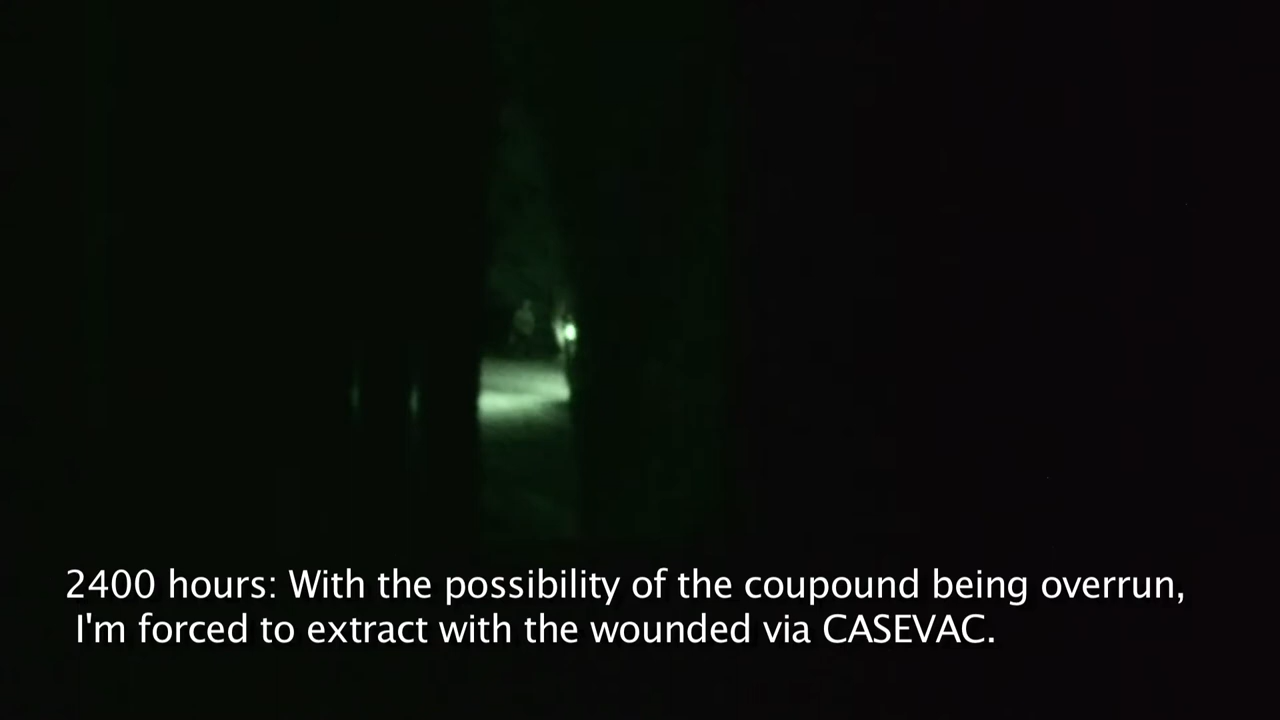 2400 hours: With the possibility of the coupound being overrun,
I'm forced to extract with the wounded via CASEVAC.